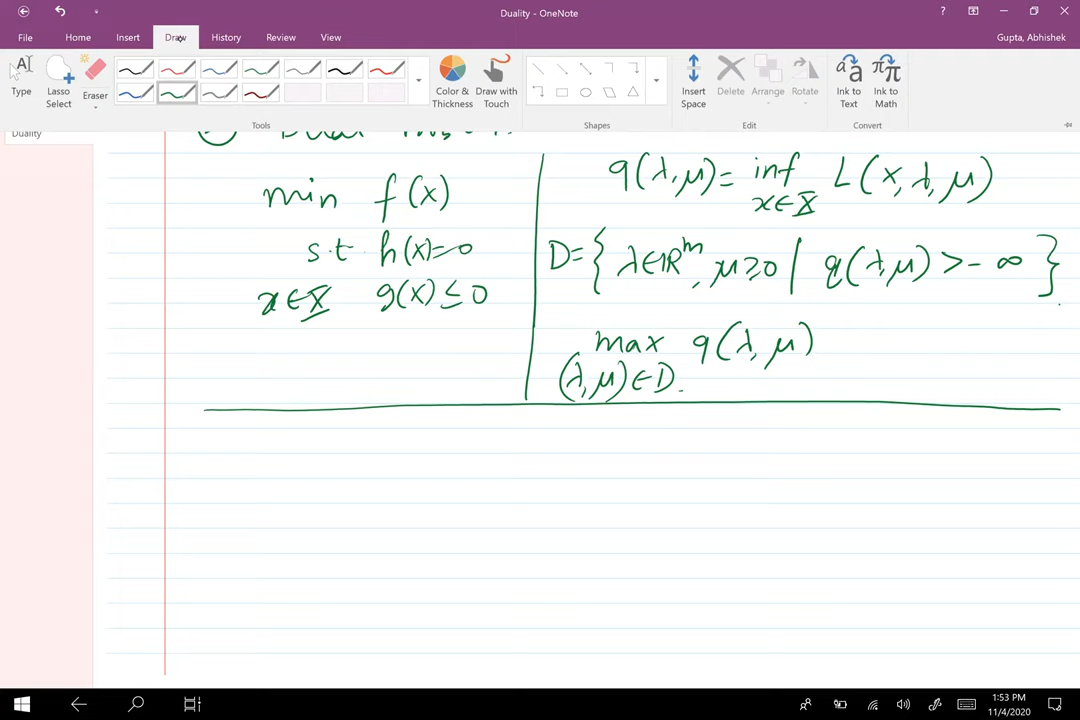 Duality - OneNote
?
File Home Insert Draw History Review View
Gupta, Abhishek
Type
Lasso Select
Eraser
Color & Thickness
Draw with Touch
Insert Space
Delete
Arrange
Rotate
Ink to Text
Ink to Math
Tools
Shapes
Edit
Convert
Duality
min f(x)
s.t h(x)=0
x∈X g(x) ≤ 0
q(λ,μ) = inf L(x,λ,μ)
x∈X
D = { λ∈ℝᵐ, μ≥0 | q(λ,μ) > -∞ }.
max q(λ,μ)
(λ,μ)∈D.
1:53 PM
11/4/2020